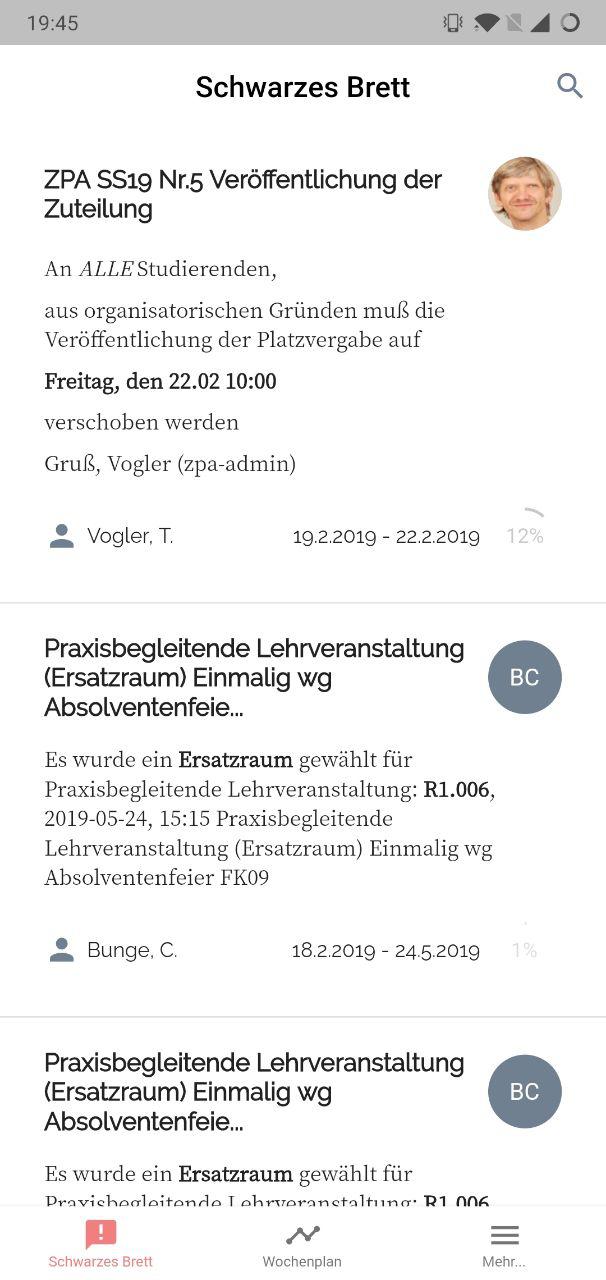 19:45
Schwarzes Brett
ZPA SS19 Nr.5 Veröffentlichung der
Zuteilung
An ALLE Studierenden,
aus organisatorischen Gründen muß die
Veröffentlichung der Platzvergabe auf
Freitag, den 22.02 10:00
verschoben werden
Gruß, Vogler (zpa-admin)
Vogler, T.
19.2.2019 - 22.2.2019
12%
Praxisbegleitende Lehrveranstaltung
(Ersatzraum) Einmalig wg
Absolventenfeie...
BC
Es wurde ein Ersatzraum gewählt für
Praxisbegleitende Lehrveranstaltung: R1.006,
2019-05-24, 15:15 Praxisbegleitende
Lehrveranstaltung (Ersatzraum) Einmalig wg
Absolventenfeier FK09
Bunge, C.
18.2.2019 - 24.5.2019
1%
Praxisbegleitende Lehrveranstaltung
(Ersatzraum) Einmalig wg
Absolventenfeie...
BC
Es wurde ein Ersatzraum gewählt für
Praxisbegleitende Lehrveranstaltung: R1.006,
Schwarzes Brett
Wochenplan
Mehr...